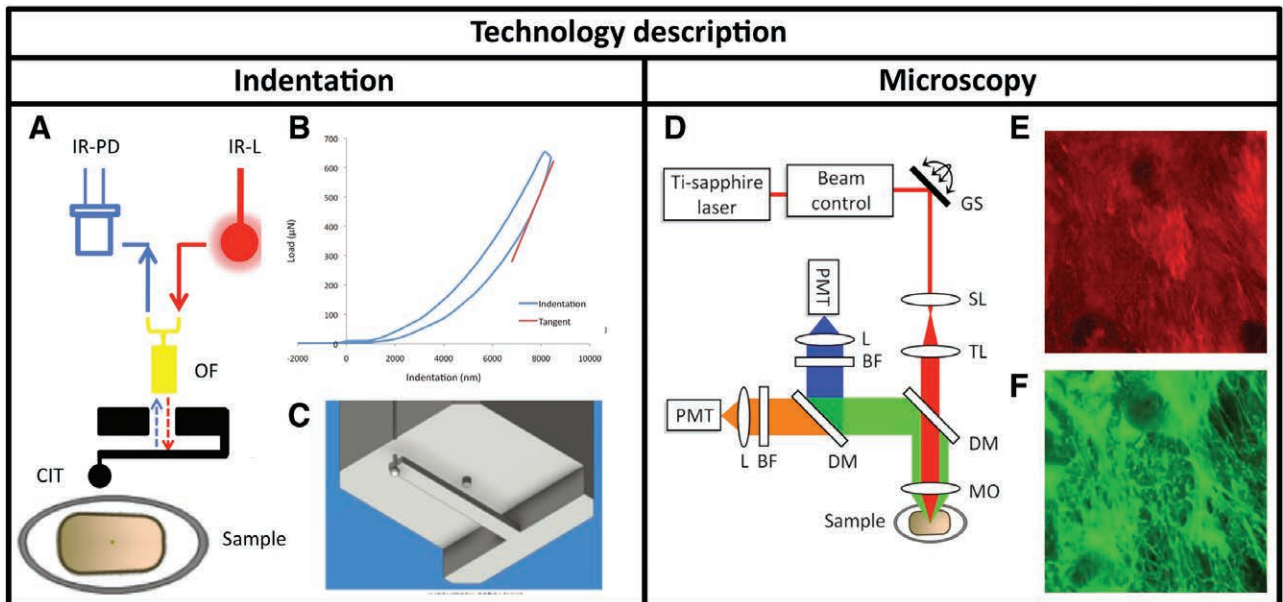 Technology description
Indentation
Microscopy
A
IR-PD
IR-L
OF
CIT
Sample
B
700
600
500
400
300
200
100
0
-2000
0
2000
4000
6000
8000
10000
Load (μN)
Indentation (nm)
Indentation
Tangent
C
D
Ti-sapphire
laser
Beam
control
GS
SL
TL
DM
MO
Sample
PMT
L
BF
PMT
L
BF
DM
E
F